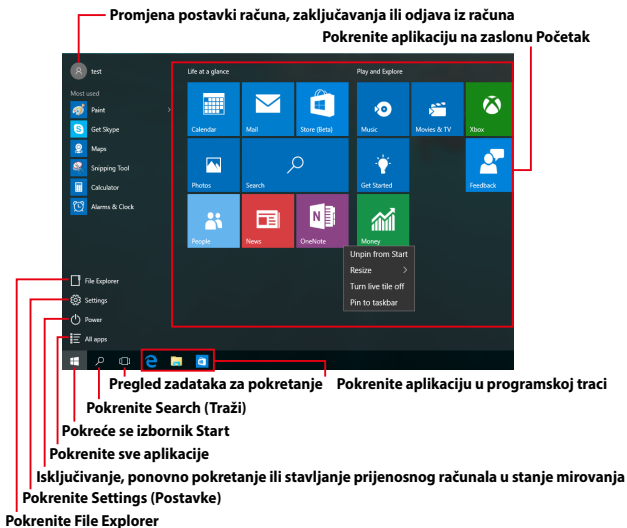 Promjena postavki računa, zaključavanja ili odjava iz računa
Pokrenite aplikaciju na zaslonu Početak
test
Life at a glance
Play and Explore
Most used
Paint
Get Skype
Maps
Snipping Tool
Calculator
Alarms & Clock
Calendar
Mail
Store (Beta)
Music
Movies & TV
Xbox
Photos
Search
Get Started
Feedback
People
News
OneNote
Money
Unpin from Start
Resize
Turn live tile off
Pin to taskbar
File Explorer
Settings
Power
All apps
Pregled zadataka za pokretanje
Pokrenite aplikaciju u programskoj traci
Pokrenite Search (Traži)
Pokreće se izbornik Start
Pokrenite sve aplikacije
Isključivanje, ponovno pokretanje ili stavljanje prijenosnog računala u stanje mirovanja
Pokrenite Settings (Postavke)
Pokrenite File Explorer